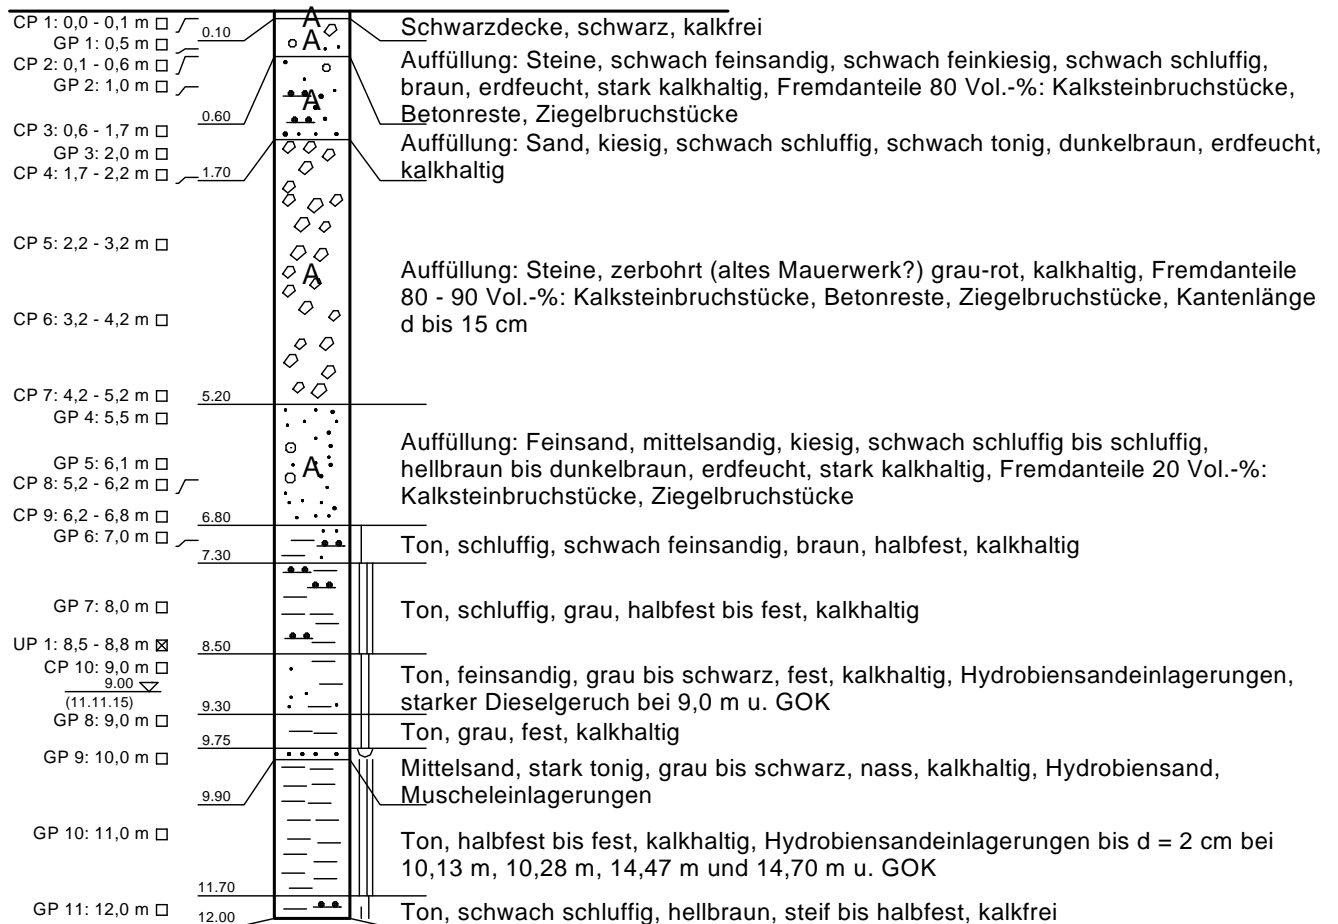 CP 1: 0,0 - 0,1 m
GP 1: 0,5 m
CP 2: 0,1 - 0,6 m
GP 2: 1,0 m
CP 3: 0,6 - 1,7 m
GP 3: 2,0 m
CP 4: 1,7 - 2,2 m
CP 5: 2,2 - 3,2 m
CP 6: 3,2 - 4,2 m
CP 7: 4,2 - 5,2 m
GP 4: 5,5 m
GP 5: 6,1 m
CP 8: 5,2 - 6,2 m
CP 9: 6,2 - 6,8 m
GP 6: 7,0 m
GP 7: 8,0 m
UP 1: 8,5 - 8,8 m
CP 10: 9,0 m
9.00
(11.11.15)
GP 8: 9,0 m
GP 9: 10,0 m
GP 10: 11,0 m
GP 11: 12,0 m
0.10
0.60
1.70
5.20
6.80
7.30
8.50
9.30
9.75
9.90
11.70
12.00
A
A
A
A
A
Schwarzdecke, schwarz, kalkfrei
Auffüllung: Steine, schwach feinsandig, schwach feinkiesig, schwach schluffig,
braun, erdfeucht, stark kalkhaltig, Fremdanteile 80 Vol.-%: Kalksteinbruchstücke,
Betonreste, Ziegelbruchstücke
Auffüllung: Sand, kiesig, schwach schluffig, schwach tonig, dunkelbraun, erdfeucht,
kalkhaltig
Auffüllung: Steine, zerbohrt (altes Mauerwerk?) grau-rot, kalkhaltig, Fremdanteile
80 - 90 Vol.-%: Kalksteinbruchstücke, Betonreste, Ziegelbruchstücke, Kantenlänge
d bis 15 cm
Auffüllung: Feinsand, mittelsandig, kiesig, schwach schluffig bis schluffig,
hellbraun bis dunkelbraun, erdfeucht, stark kalkhaltig, Fremdanteile 20 Vol.-%:
Kalksteinbruchstücke, Ziegelbruchstücke
Ton, schluffig, schwach feinsandig, braun, halbfest, kalkhaltig
Ton, schluffig, grau, halbfest bis fest, kalkhaltig
Ton, feinsandig, grau bis schwarz, fest, kalkhaltig, Hydrobiensandeinlagerungen,
starker Dieselgeruch bei 9,0 m u. GOK
Ton, grau, fest, kalkhaltig
Mittelsand, stark tonig, grau bis schwarz, nass, kalkhaltig, Hydrobiensand,
Muscheleinlagerungen
Ton, halbfest bis fest, kalkhaltig, Hydrobiensandeinlagerungen bis d = 2 cm bei
10,13 m, 10,28 m, 14,47 m und 14,70 m u. GOK
Ton, schwach schluffig, hellbraun, steif bis halbfest, kalkfrei